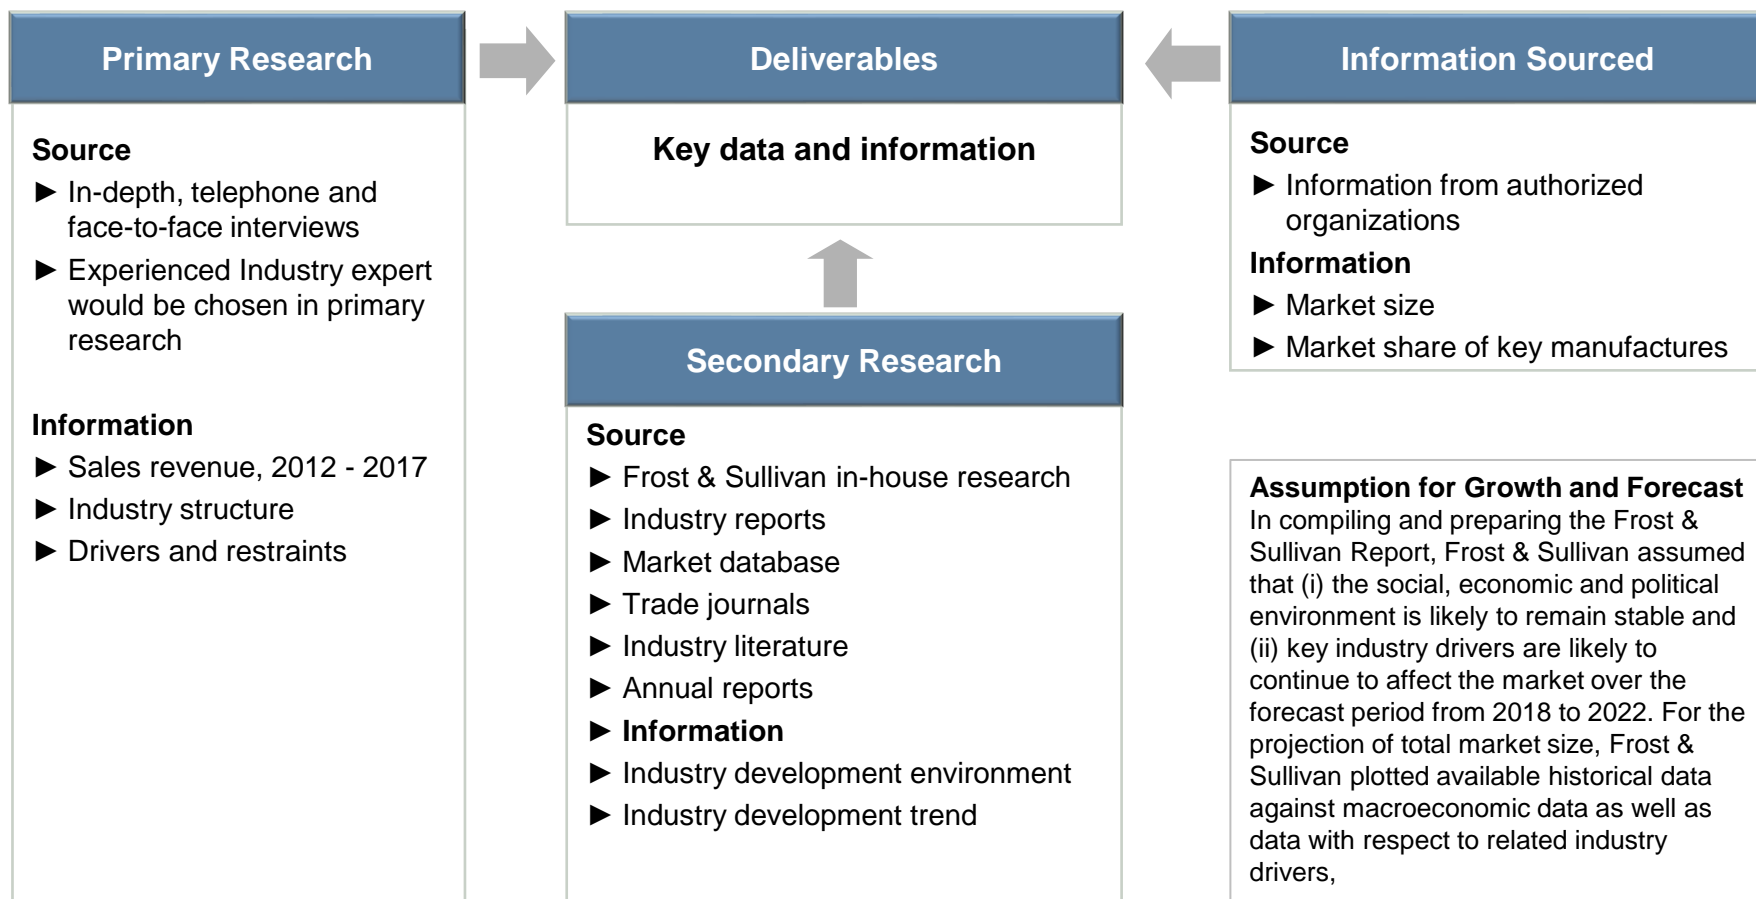 Primary Research
Source
► In-depth, telephone and
face-to-face interviews
► Experienced Industry expert
would be chosen in primary
research
Information
► Sales revenue, 2012 - 2017
► Industry structure
► Drivers and restraints
Deliverables
Key data and information
Secondary Research
Source
► Frost & Sullivan in-house research
► Industry reports
► Market database
► Trade journals
► Industry literature
► Annual reports
► Information
► Industry development environment
► Industry development trend
Information Sourced
Source
► Information from authorized
organizations
Information
► Market size
► Market share of key manufactures
Assumption for Growth and Forecast
In compiling and preparing the Frost &
Sullivan Report, Frost & Sullivan assumed
that (i) the social, economic and political
environment is likely to remain stable and
(ii) key industry drivers are likely to
continue to affect the market over the
forecast period from 2018 to 2022. For the
projection of total market size, Frost &
Sullivan plotted available historical data
against macroeconomic data as well as
data with respect to related industry
drivers,